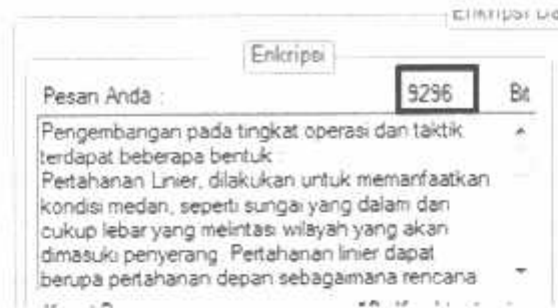 Enkripsi
Pesan Anda : 9296 Bit
Pengembangan pada tingkat operasi dan taktik
terdapat beberapa bentuk :
Pertahanan Linier, dilakukan untuk memanfaatkan
kondisi medan, seperti sungai yang dalam dan
cukup lebar yang melintasi wilayah yang akan
dimasuki penyerang. Pertahanan linier dapat
berupa pertahanan depan sebagaimana rencana